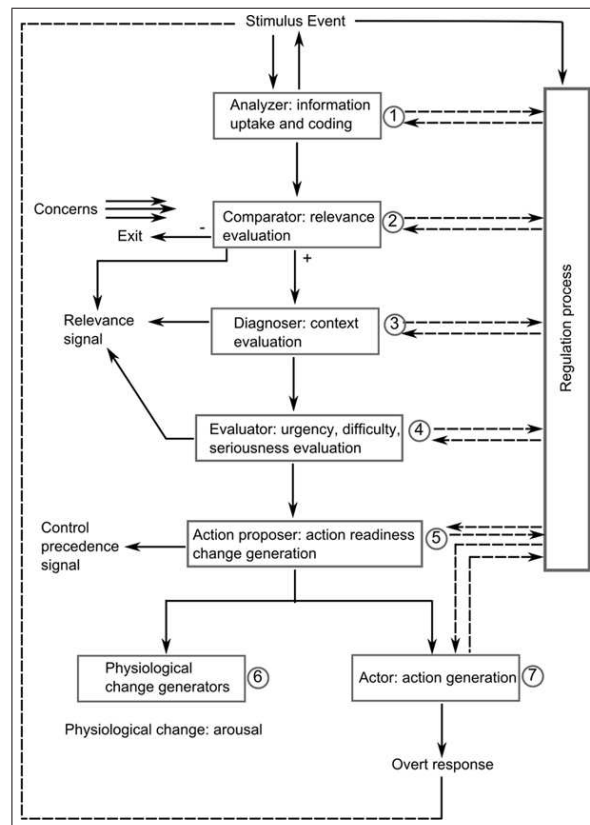 Stimulus Event
Analyzer: information
uptake and coding
1
Concerns
Comparator: relevance
evaluation
2
Exit
-
+
Relevance
signal
Diagnoser: context
evaluation
3
Evaluator: urgency, difficulty,
seriousness evaluation
4
Control
precedence
signal
Action proposer: action readiness
change generation
5
Physiological
change generators
6
Actor: action generation
7
Physiological change: arousal
Overt response
Regulation process